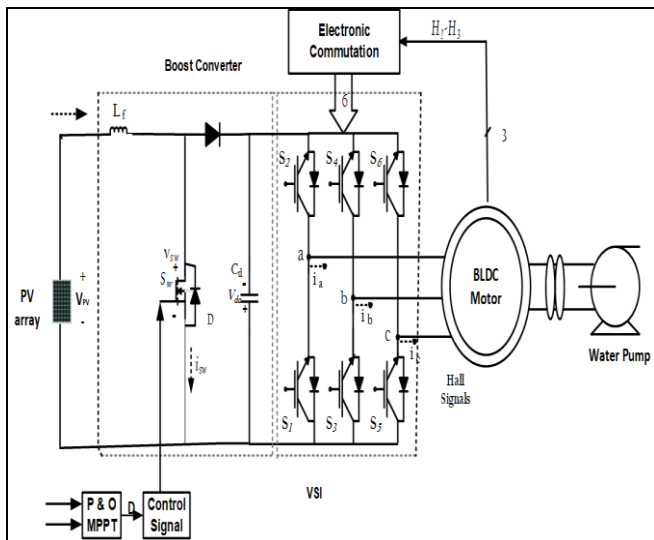 Electronic
Commutation
H1-H3
Boost Converter
6
Lf
3
S2
S4
S6
vsw
+
Sw
-
D
isw
Cd
-
Vdc
+
PV
array
+
VPV
-
a
ia
b
ib
c
BLDC
Motor
Water Pump
Hall
Signals
S1
S3
S5
VSI
P & O
MPPT
D
Control
Signal